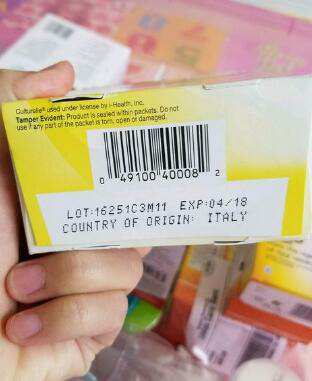 Culturelle® used under license by i-Health, Inc.
Tamper Evident: Product is sealed within packets. Do not
use if any part of the packet is torn, open or damaged.
0 49100 40008 2
LOT:16251C3M11 EXP:04/18
COUNTRY OF ORIGIN: ITALY